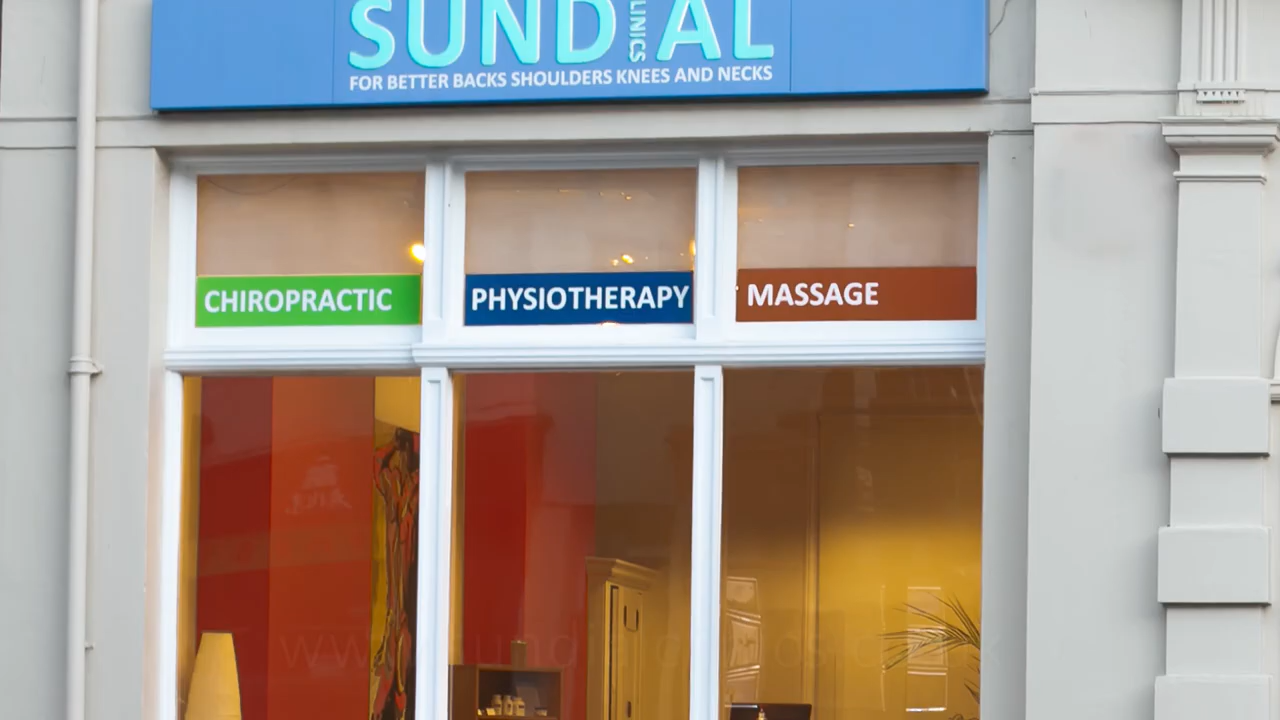 SUNDIAL
CLINICS
FOR BETTER BACKS SHOULDERS KNEES AND NECKS
CHIROPRACTIC
PHYSIOTHERAPY
MASSAGE